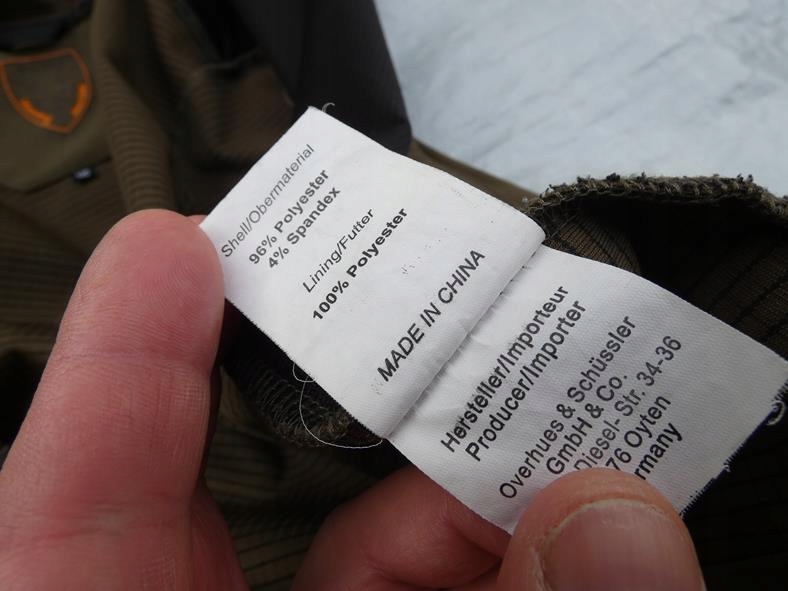 Shell/Obermaterial
96% Polyester
4% Spandex
Lining/Futter
100% Polyester
MADE IN CHINA
Hersteller/Importeur
Producer/Importer
Overhues & Schüssler
GmbH & Co.
Diesel- Str. 34-36
76 Oyten
rmany